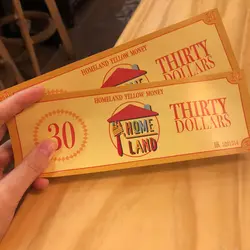 HOMELAND YELLOW MONEY
THIRTY
DOLLARS
HOMELAND YELLOW MONEY
30
HOME
LAND
THIRTY
DOLLARS